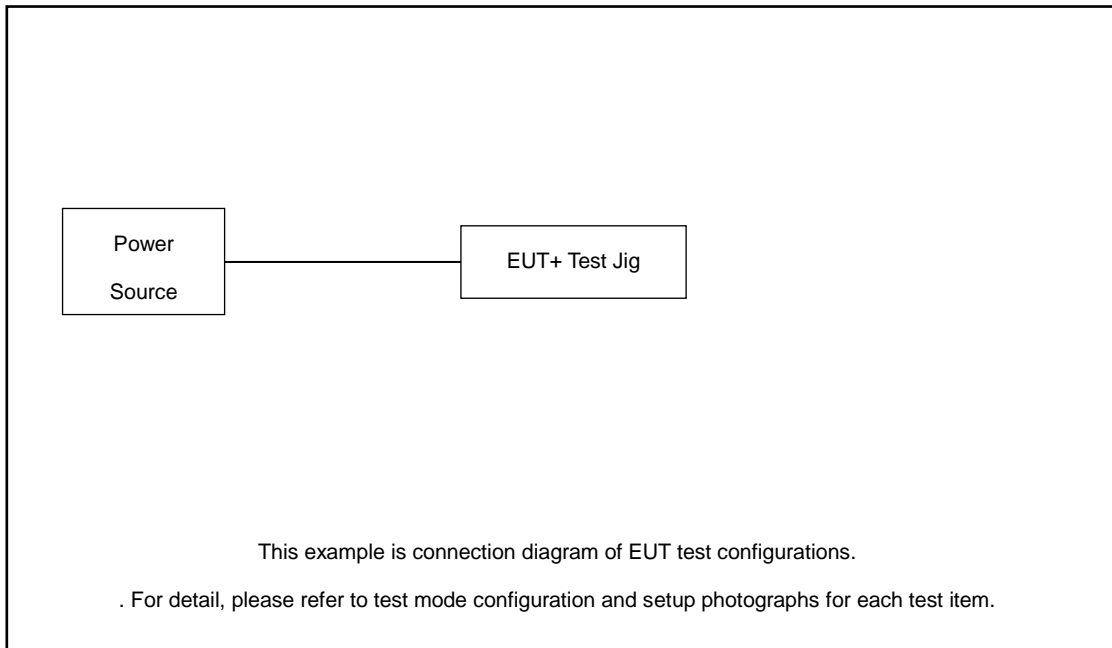 Power
Source
EUT+ Test Jig
This example is connection diagram of EUT test configurations.
. For detail, please refer to test mode configuration and setup photographs for each test item.